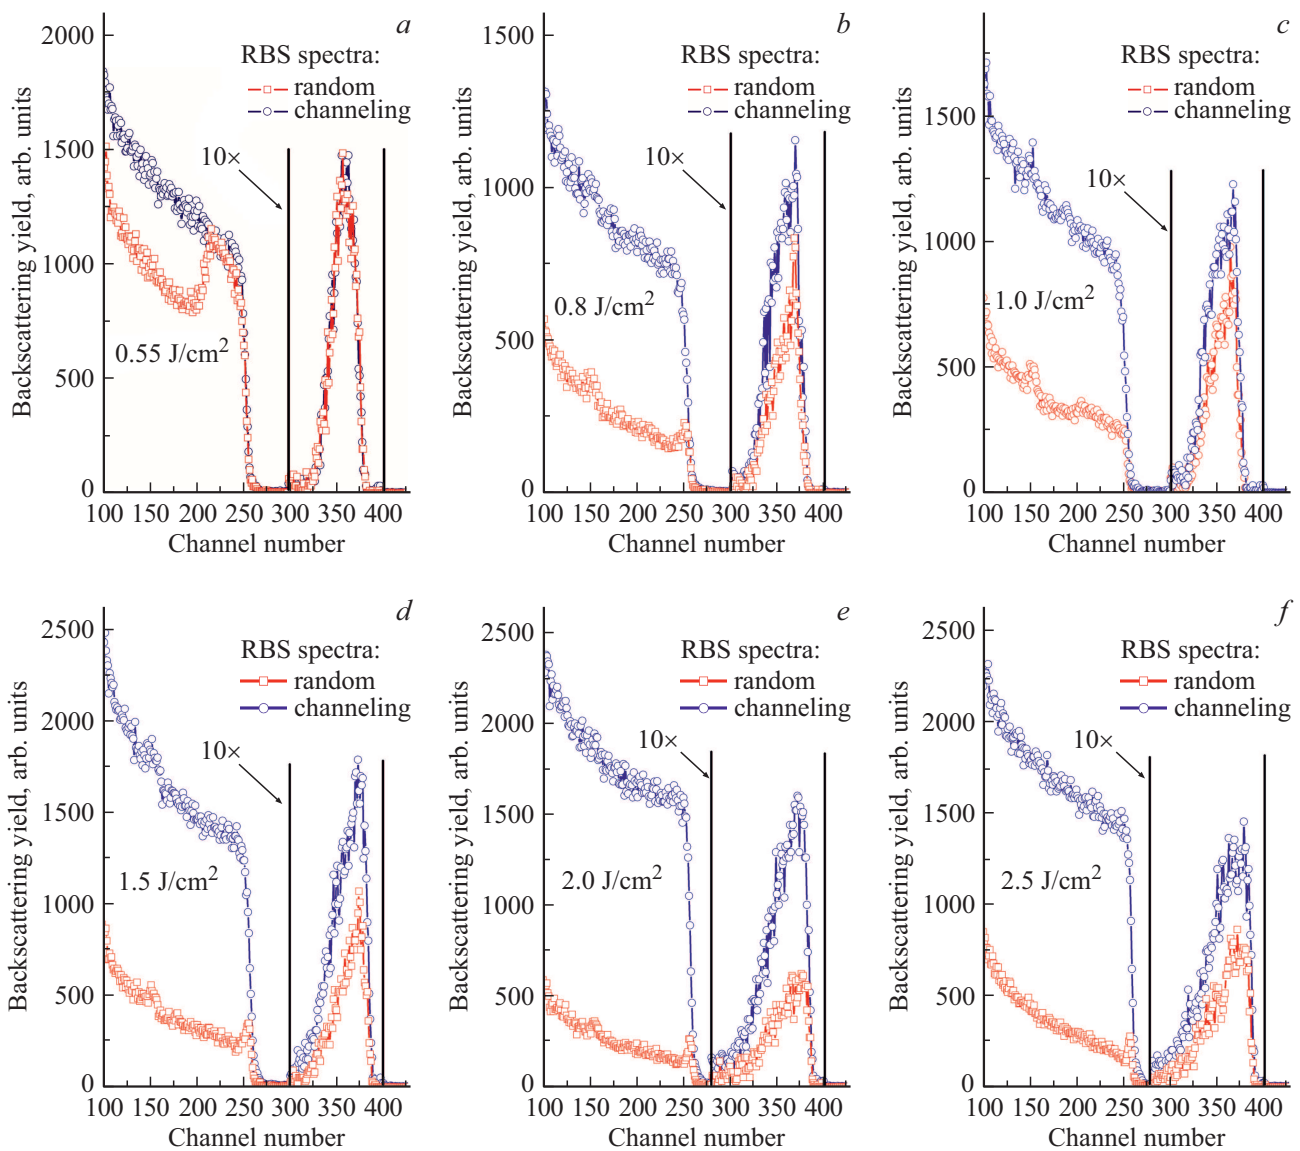 a
Backscattering yield, arb. units
2000
1500
1000
500
0
RBS spectra:
random
channeling
10×
0.55 J/cm2
100 150 200 250 300 350 400
Channel number
b
Backscattering yield, arb. units
1500
1000
500
0
RBS spectra:
random
channeling
10×
0.8 J/cm2
100 150 200 250 300 350 400
Channel number
c
Backscattering yield, arb. units
1500
1000
500
0
RBS spectra:
random
channeling
10×
1.0 J/cm2
100 150 200 250 300 350 400
Channel number
d
Backscattering yield, arb. units
2500
2000
1500
1000
500
0
RBS spectra:
random
channeling
10×
1.5 J/cm2
100 150 200 250 300 350 400
Channel number
e
Backscattering yield, arb. units
2500
2000
1500
1000
500
0
RBS spectra:
random
channeling
10×
2.0 J/cm2
100 150 200 250 300 350 400
Channel number
f
Backscattering yield, arb. units
2500
2000
1500
1000
500
0
RBS spectra:
random
channeling
10×
2.5 J/cm2
100 150 200 250 300 350 400
Channel number